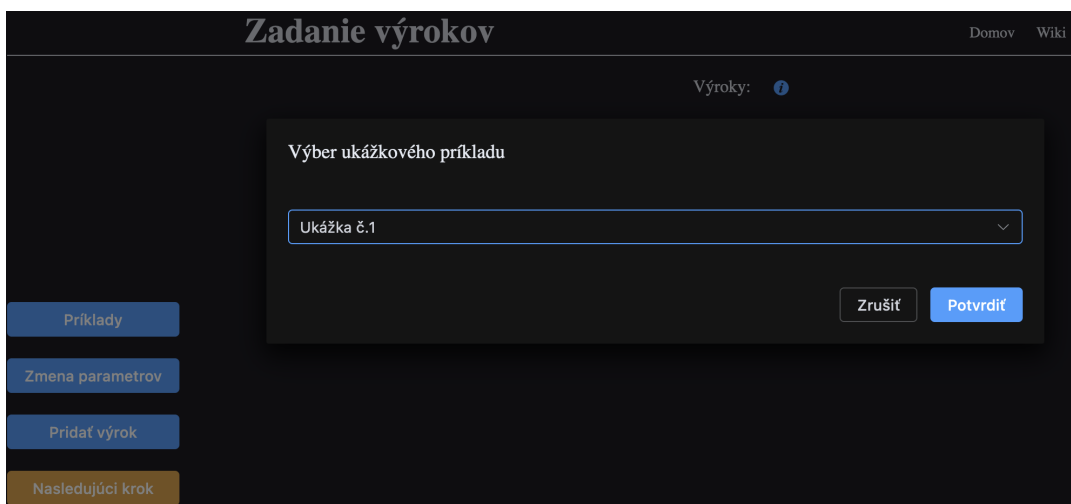 Zadanie výrokov
Domov Wiki
Výroky: i
Výber ukážkového príkladu
Ukážka č.1
Zrušiť Potvrdiť
Príklady
Zmena parametrov
Pridať výrok
Nasledujúci krok